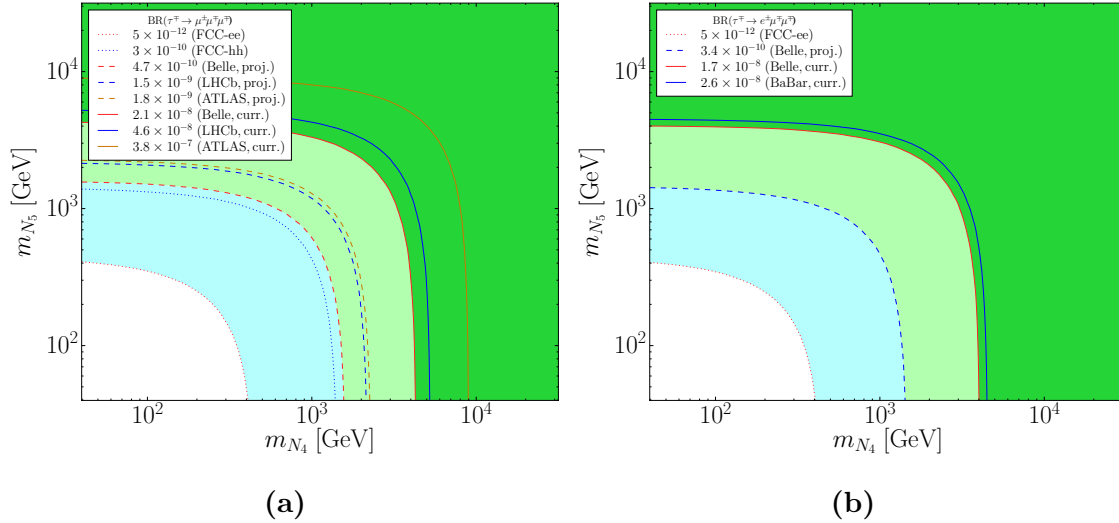 BR(τ∓ → μ±μ∓μ∓)
5 × 10⁻¹² (FCC-ee)
3 × 10⁻¹⁰ (FCC-hh)
4.7 × 10⁻¹⁰ (Belle, proj.)
1.5 × 10⁻⁹ (LHCb, proj.)
1.8 × 10⁻⁹ (ATLAS, proj.)
2.1 × 10⁻⁸ (Belle, curr.)
4.6 × 10⁻⁸ (LHCb, curr.)
3.8 × 10⁻⁷ (ATLAS, curr.)
10⁴
10³
10²
m_{N₅} [GeV]
10² 10³ 10⁴
m_{N₄} [GeV]
(a)
BR(τ∓ → e±μ∓μ∓)
5 × 10⁻¹² (FCC-ee)
3.4 × 10⁻¹⁰ (Belle, proj.)
1.7 × 10⁻⁸ (Belle, curr.)
2.6 × 10⁻⁸ (BaBar, curr.)
10⁴
10³
10²
m_{N₅} [GeV]
10² 10³ 10⁴
m_{N₄} [GeV]
(b)